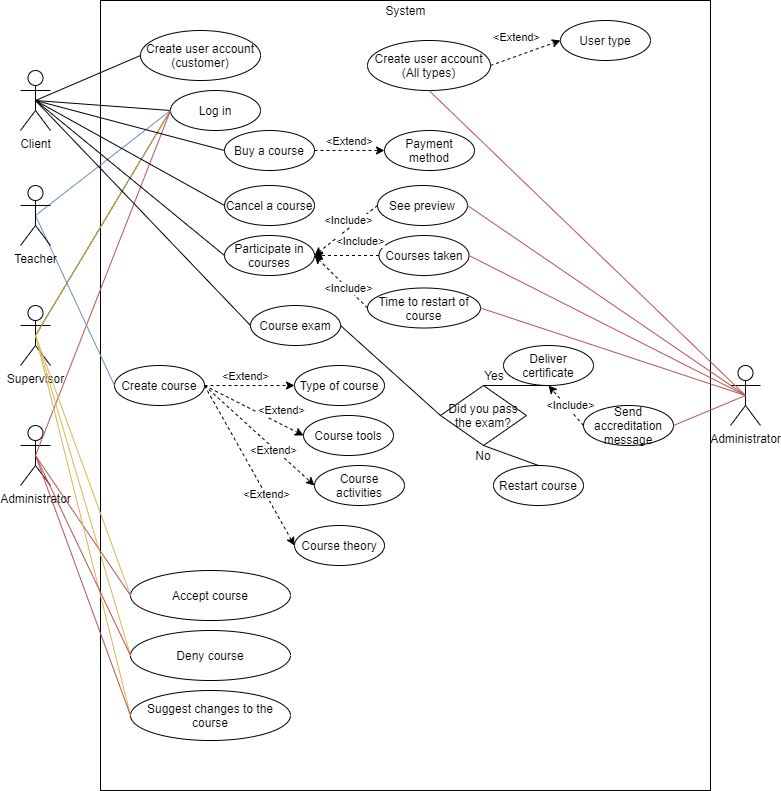 System
Create user account
(customer)
Create user account
(All types)
<Extend>
User type
Log in
Client
Buy a course
<Extend>
Payment
method
Cancel a course
<Include>
See preview
Participate in
courses
<Include>
Courses taken
Teacher
<Include>
Time to restart of
course
Course exam
Supervisor
Create course
<Extend>
Type of course
<Extend>
Course tools
<Extend>
Course
activities
<Extend>
Course theory
Yes
Deliver
certificate
Did you pass
the exam?
<Include>
Send
accreditation
message
No
Restart course
Administrator
Administrator
Accept course
Deny course
Suggest changes to the
course